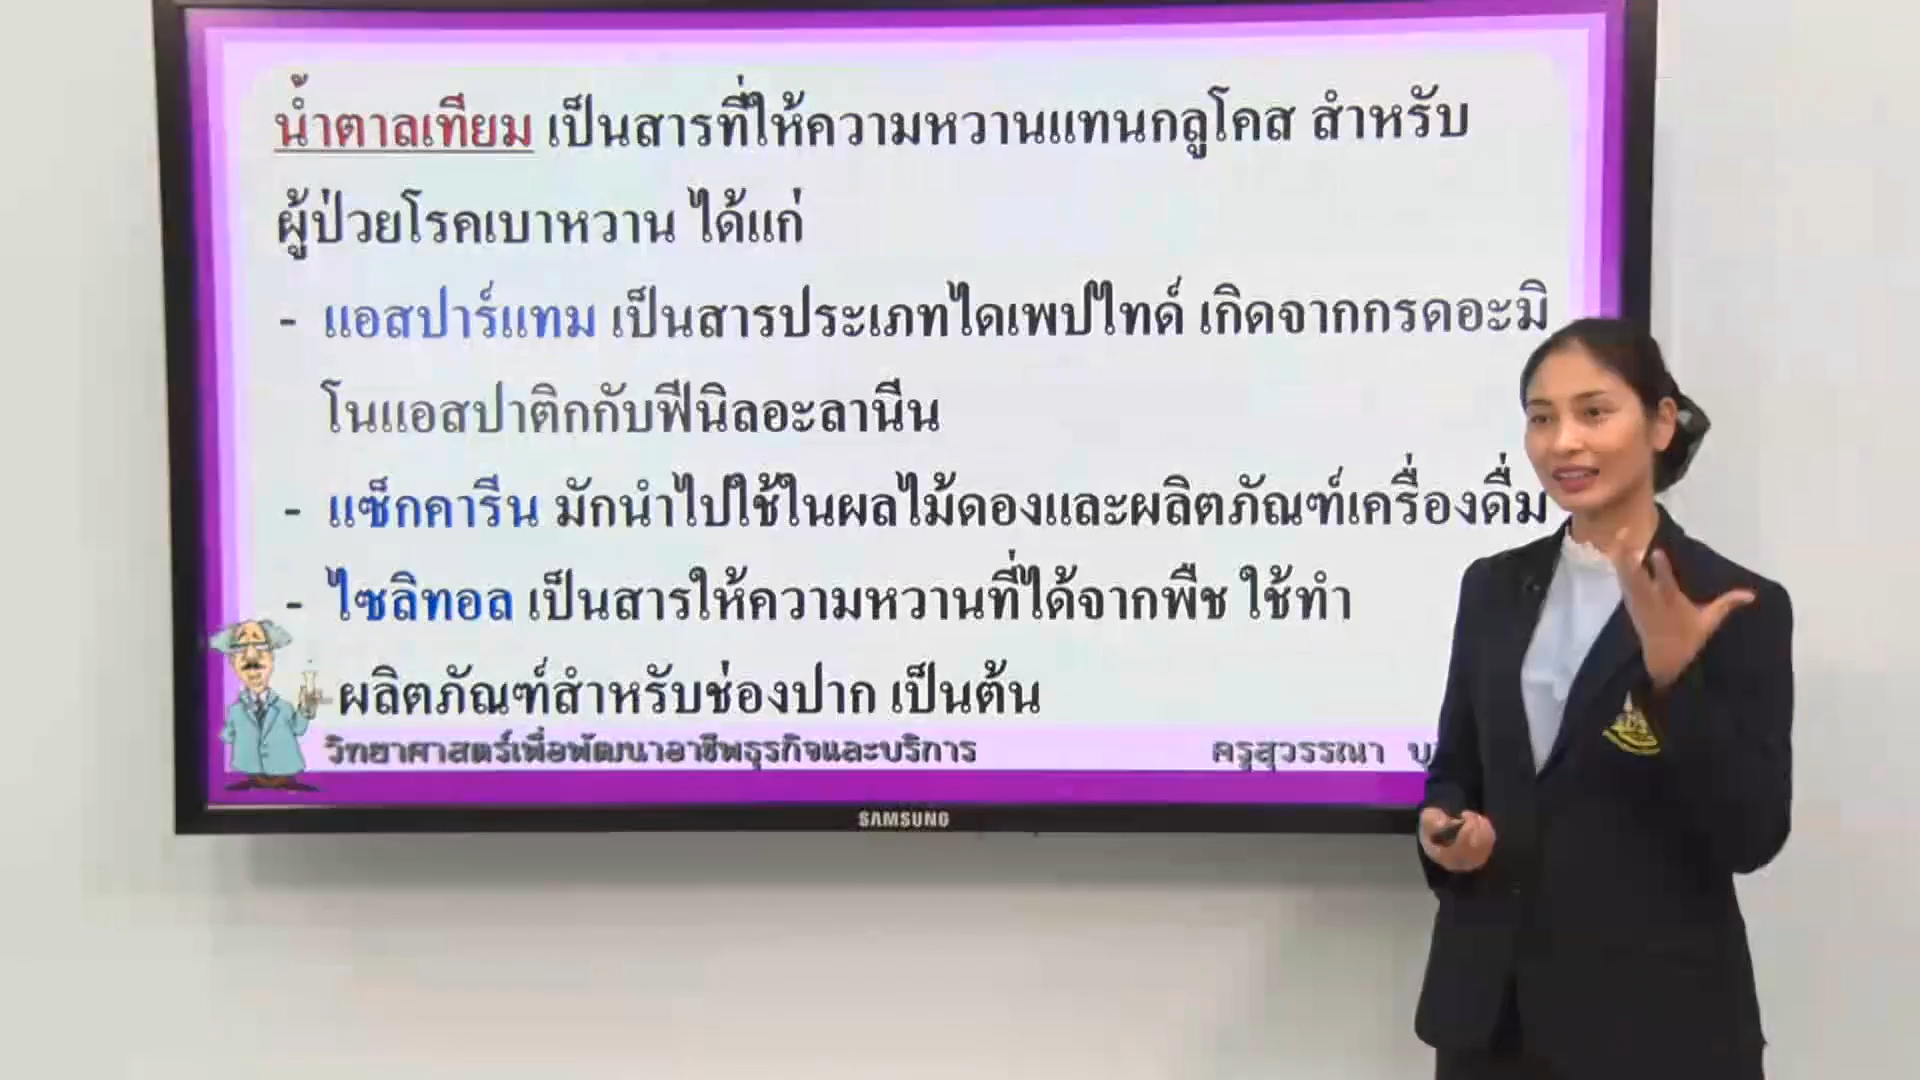 น้ำตาลเทียม เป็นสารที่ให้ความหวานแทนกลูโคส สำหรับ
ผู้ป่วยโรคเบาหวาน ได้แก่
- แอสปาร์แทม เป็นสารประเภทไดเพปไทด์ เกิดจากกรดอะมิ
โนแอสปาติกกับฟีนิลอะลานีน
- แซ็กคารีน มักนำไปใช้ในผลไม้ดองและผลิตภัณฑ์เครื่องดื่ม
- ไซลิทอล เป็นสารให้ความหวานที่ได้จากพืช ใช้ทำ
ผลิตภัณฑ์สำหรับช่องปาก เป็นต้น
วิทยาศาสตร์เพื่อพัฒนาอาชีพธุรกิจและบริการ ครูสุวรรณา
SAMSUNG